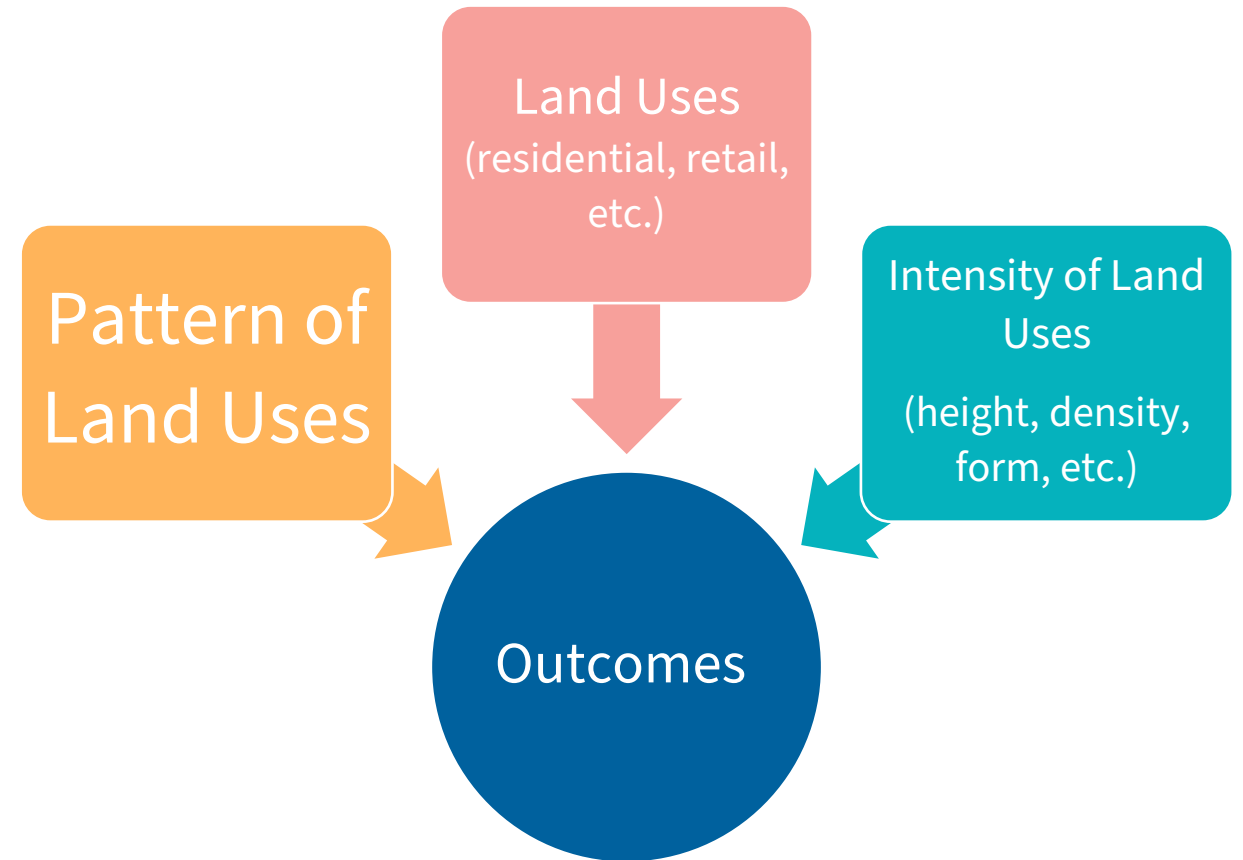 Land Uses
(residential, retail,
etc.)
Pattern of
Land Uses
Intensity of Land
Uses
(height, density,
form, etc.)
Outcomes